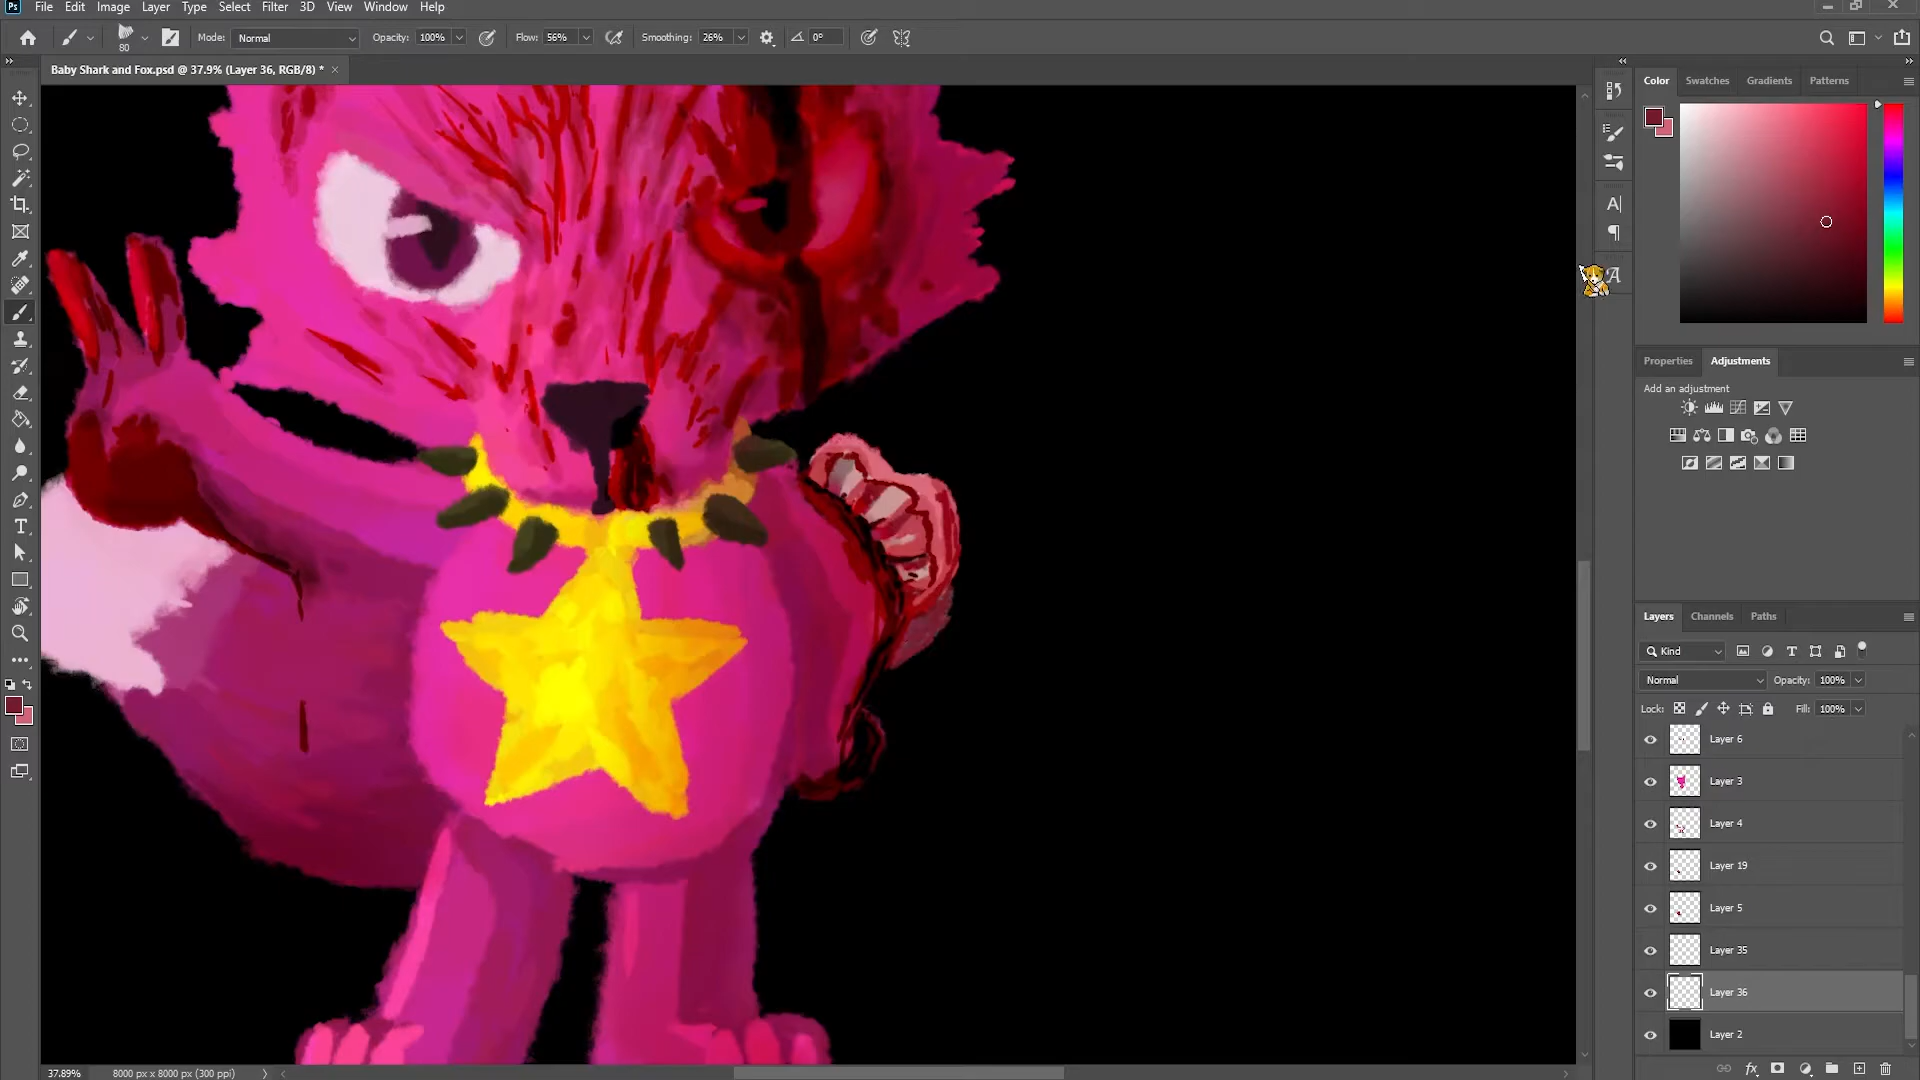 Ps File Edit Image Layer Type Select Filter 3D View Window Help
80 Mode: Normal Opacity: 100% Flow: 56% Smoothing: 26% 0°
Baby Shark and Fox.psd @ 37.9% (Layer 36, RGB/8) * ×
Color Swatches Gradients Patterns
Properties Adjustments
Add an adjustment
Layers Channels Paths
Kind
Normal Opacity: 100%
Lock: Fill: 100%
Layer 6
Layer 3
Layer 4
Layer 19
Layer 5
Layer 35
Layer 36
Layer 2
37.89% 8000 px x 8000 px (300 ppi)